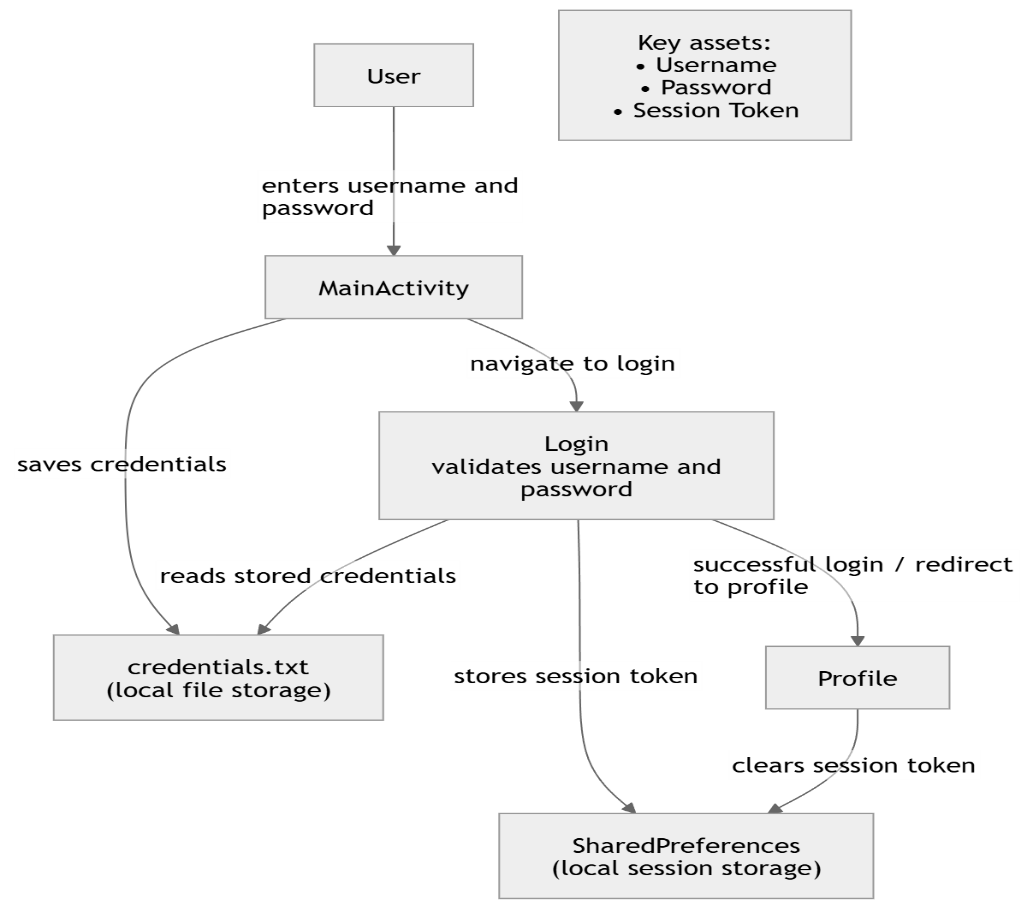 Key assets:
• Username
• Password
• Session Token
User
enters username and
password
MainActivity
navigate to login
saves credentials
Login
validates username and
password
reads stored credentials
successful login / redirect
to profile
credentials.txt
(local file storage)
stores session token
Profile
clears session token
SharedPreferences
(local session storage)